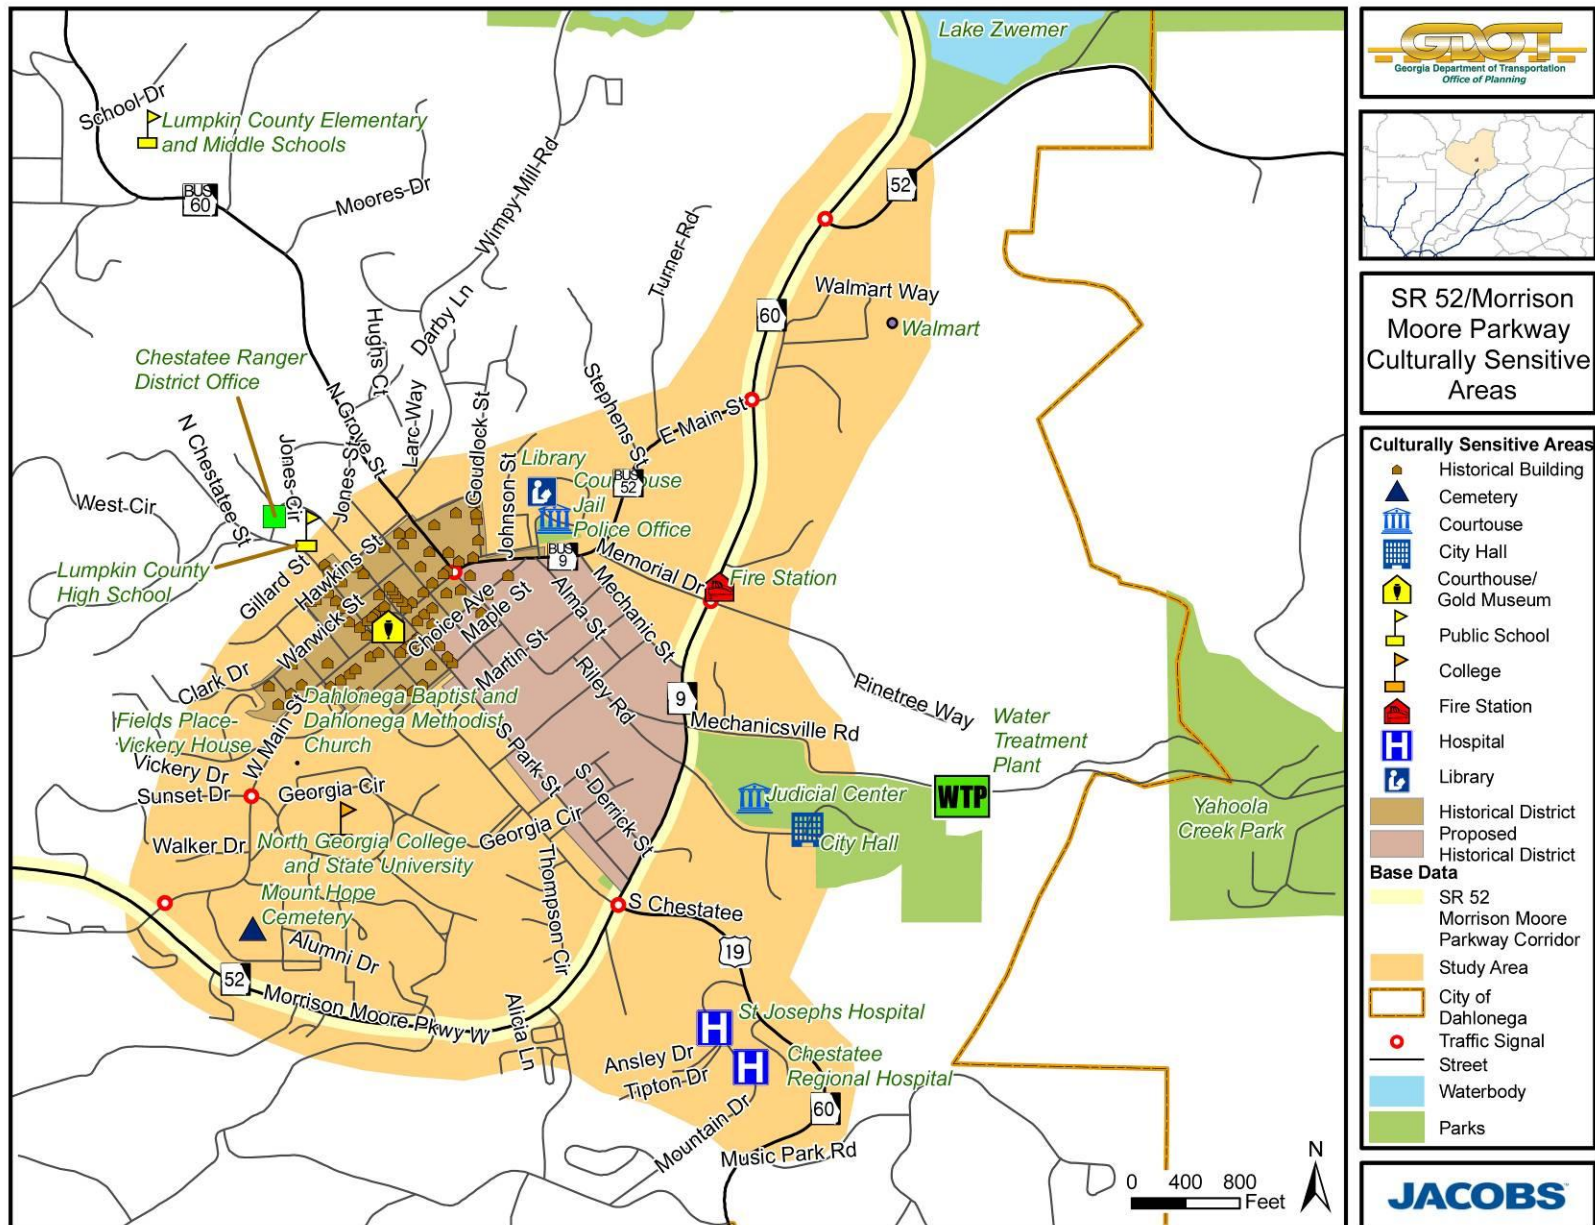 Lake Zwemer
School-Dr
Lumpkin County Elementary
and Middle Schools
BUS
60
Moores-Dr
Wimpy-Mill-Rd
52
Turner-Rd
Walmart Way
60
Walmart
Darby Ln
Hughs Ct
Chestatee Ranger
District Office
N Grove St
Larc-Way
Goudlock-St
Stephens St
E Main St
N Chestatee St
Jones-Cir
Jones-St
Johnson-St
Library
BUS
52
Courthouse
Jail
Police Office
West-Cir
BUS
9
Memorial Dr
Fire Station
Lumpkin County
High School
Gillard St
Hawkins St
Warwick St
Choice Ave
Maple St
Alma St
Mechanic St
Martin St
Riley Rd
Clark Dr
Pinetree Way
9
Mechanicsville Rd
Water
Treatment
Plant
WTP
Dahlonega Baptist and
Dahlonega Methodist
Church
Fields Place-
Vickery House
W Main St
S Park St
Vickery Dr
Sunset-Dr
Georgia Cir
S Derrick St
Judicial Center
City Hall
Yahoola
Creek Park
Walker Dr
North Georgia College
and State University
Georgia Cir
Thompson Cir
Mount Hope
Cemetery
S Chestatee
Alumni Dr
19
52
Morrison Moore Pkwy W
Alicia Ln
St Josephs Hospital
H
Ansley Dr
Tipton-Dr
H
Chestatee
Regional Hospital
Mountain-Dr
60
Music Park Rd
0 400 800
Feet
N
GDOT
Georgia Department of Transportation
Office of Planning
SR 52/Morrison
Moore Parkway
Culturally Sensitive
Areas
Culturally Sensitive Areas
Historical Building
Cemetery
Courtouse
City Hall
Courthouse/
Gold Museum
Public School
College
Fire Station
H Hospital
Library
Historical District
Proposed
Historical District
Base Data
SR 52
Morrison Moore
Parkway Corridor
Study Area
City of
Dahlonega
Traffic Signal
Street
Waterbody
Parks
JACOBS